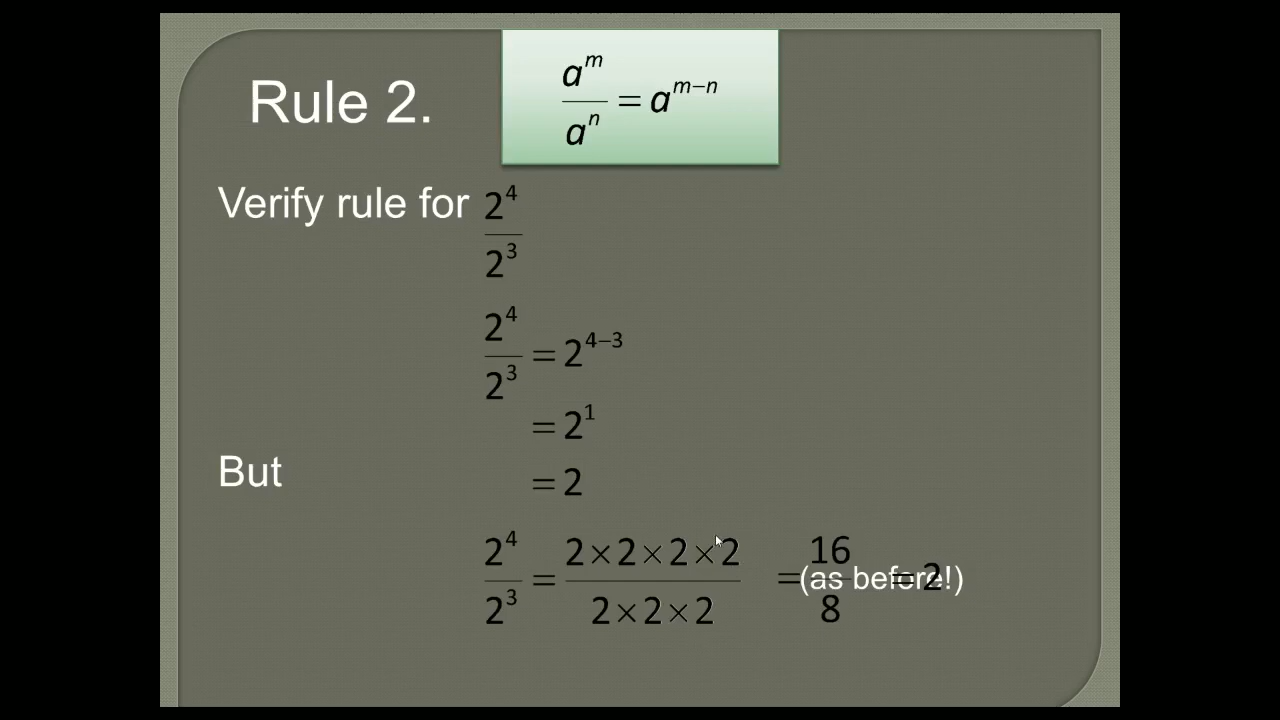 Rule 2.
a^m / a^n = a^(m−n)
Verify rule for 2^4 / 2^3
2^4 / 2^3 = 2^(4−3)
= 2^1
But
= 2
2^4 / 2^3 = (2×2×2×2) / (2×2×2) = 16 / 8 = 2
(as before!)